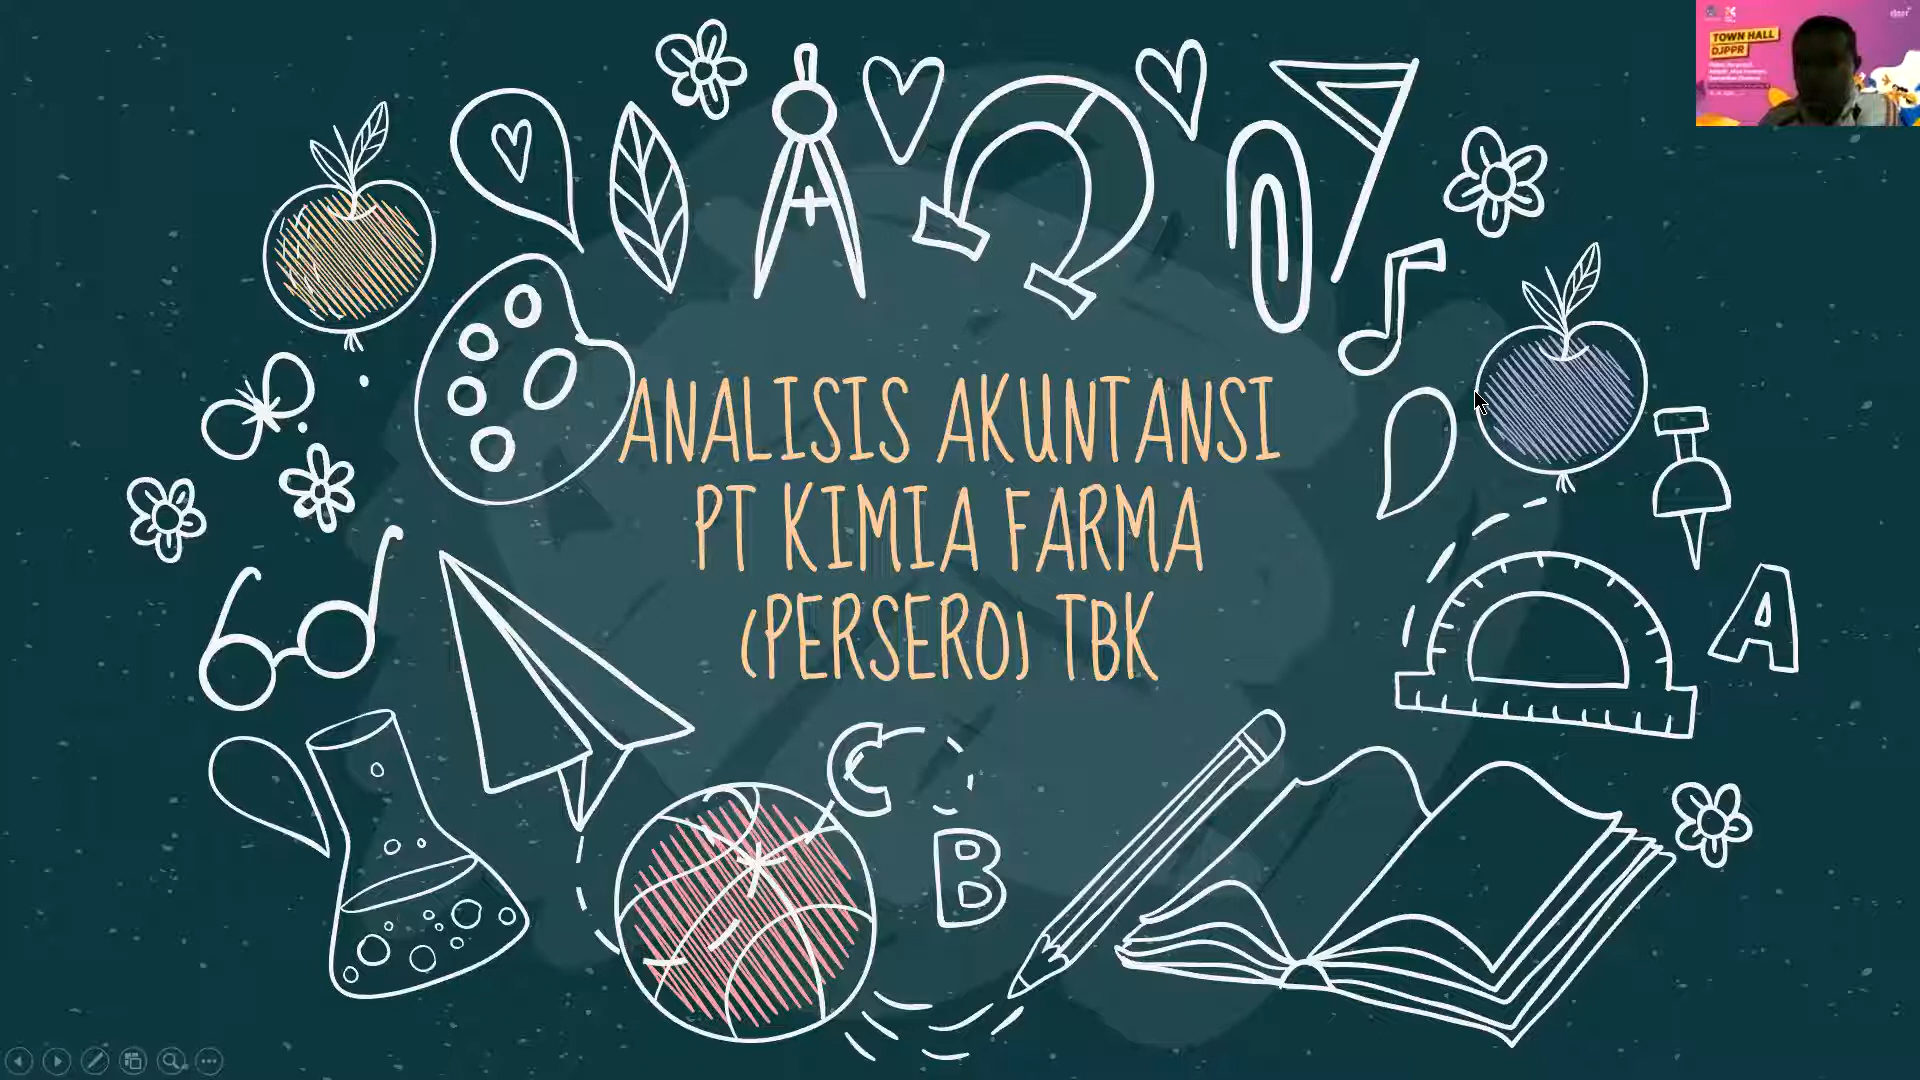 TOWN HALL
DJPPR
A
ANALISIS AKUNTANSI
PT KIMIA FARMA
(PERSERO) TBK
C
B